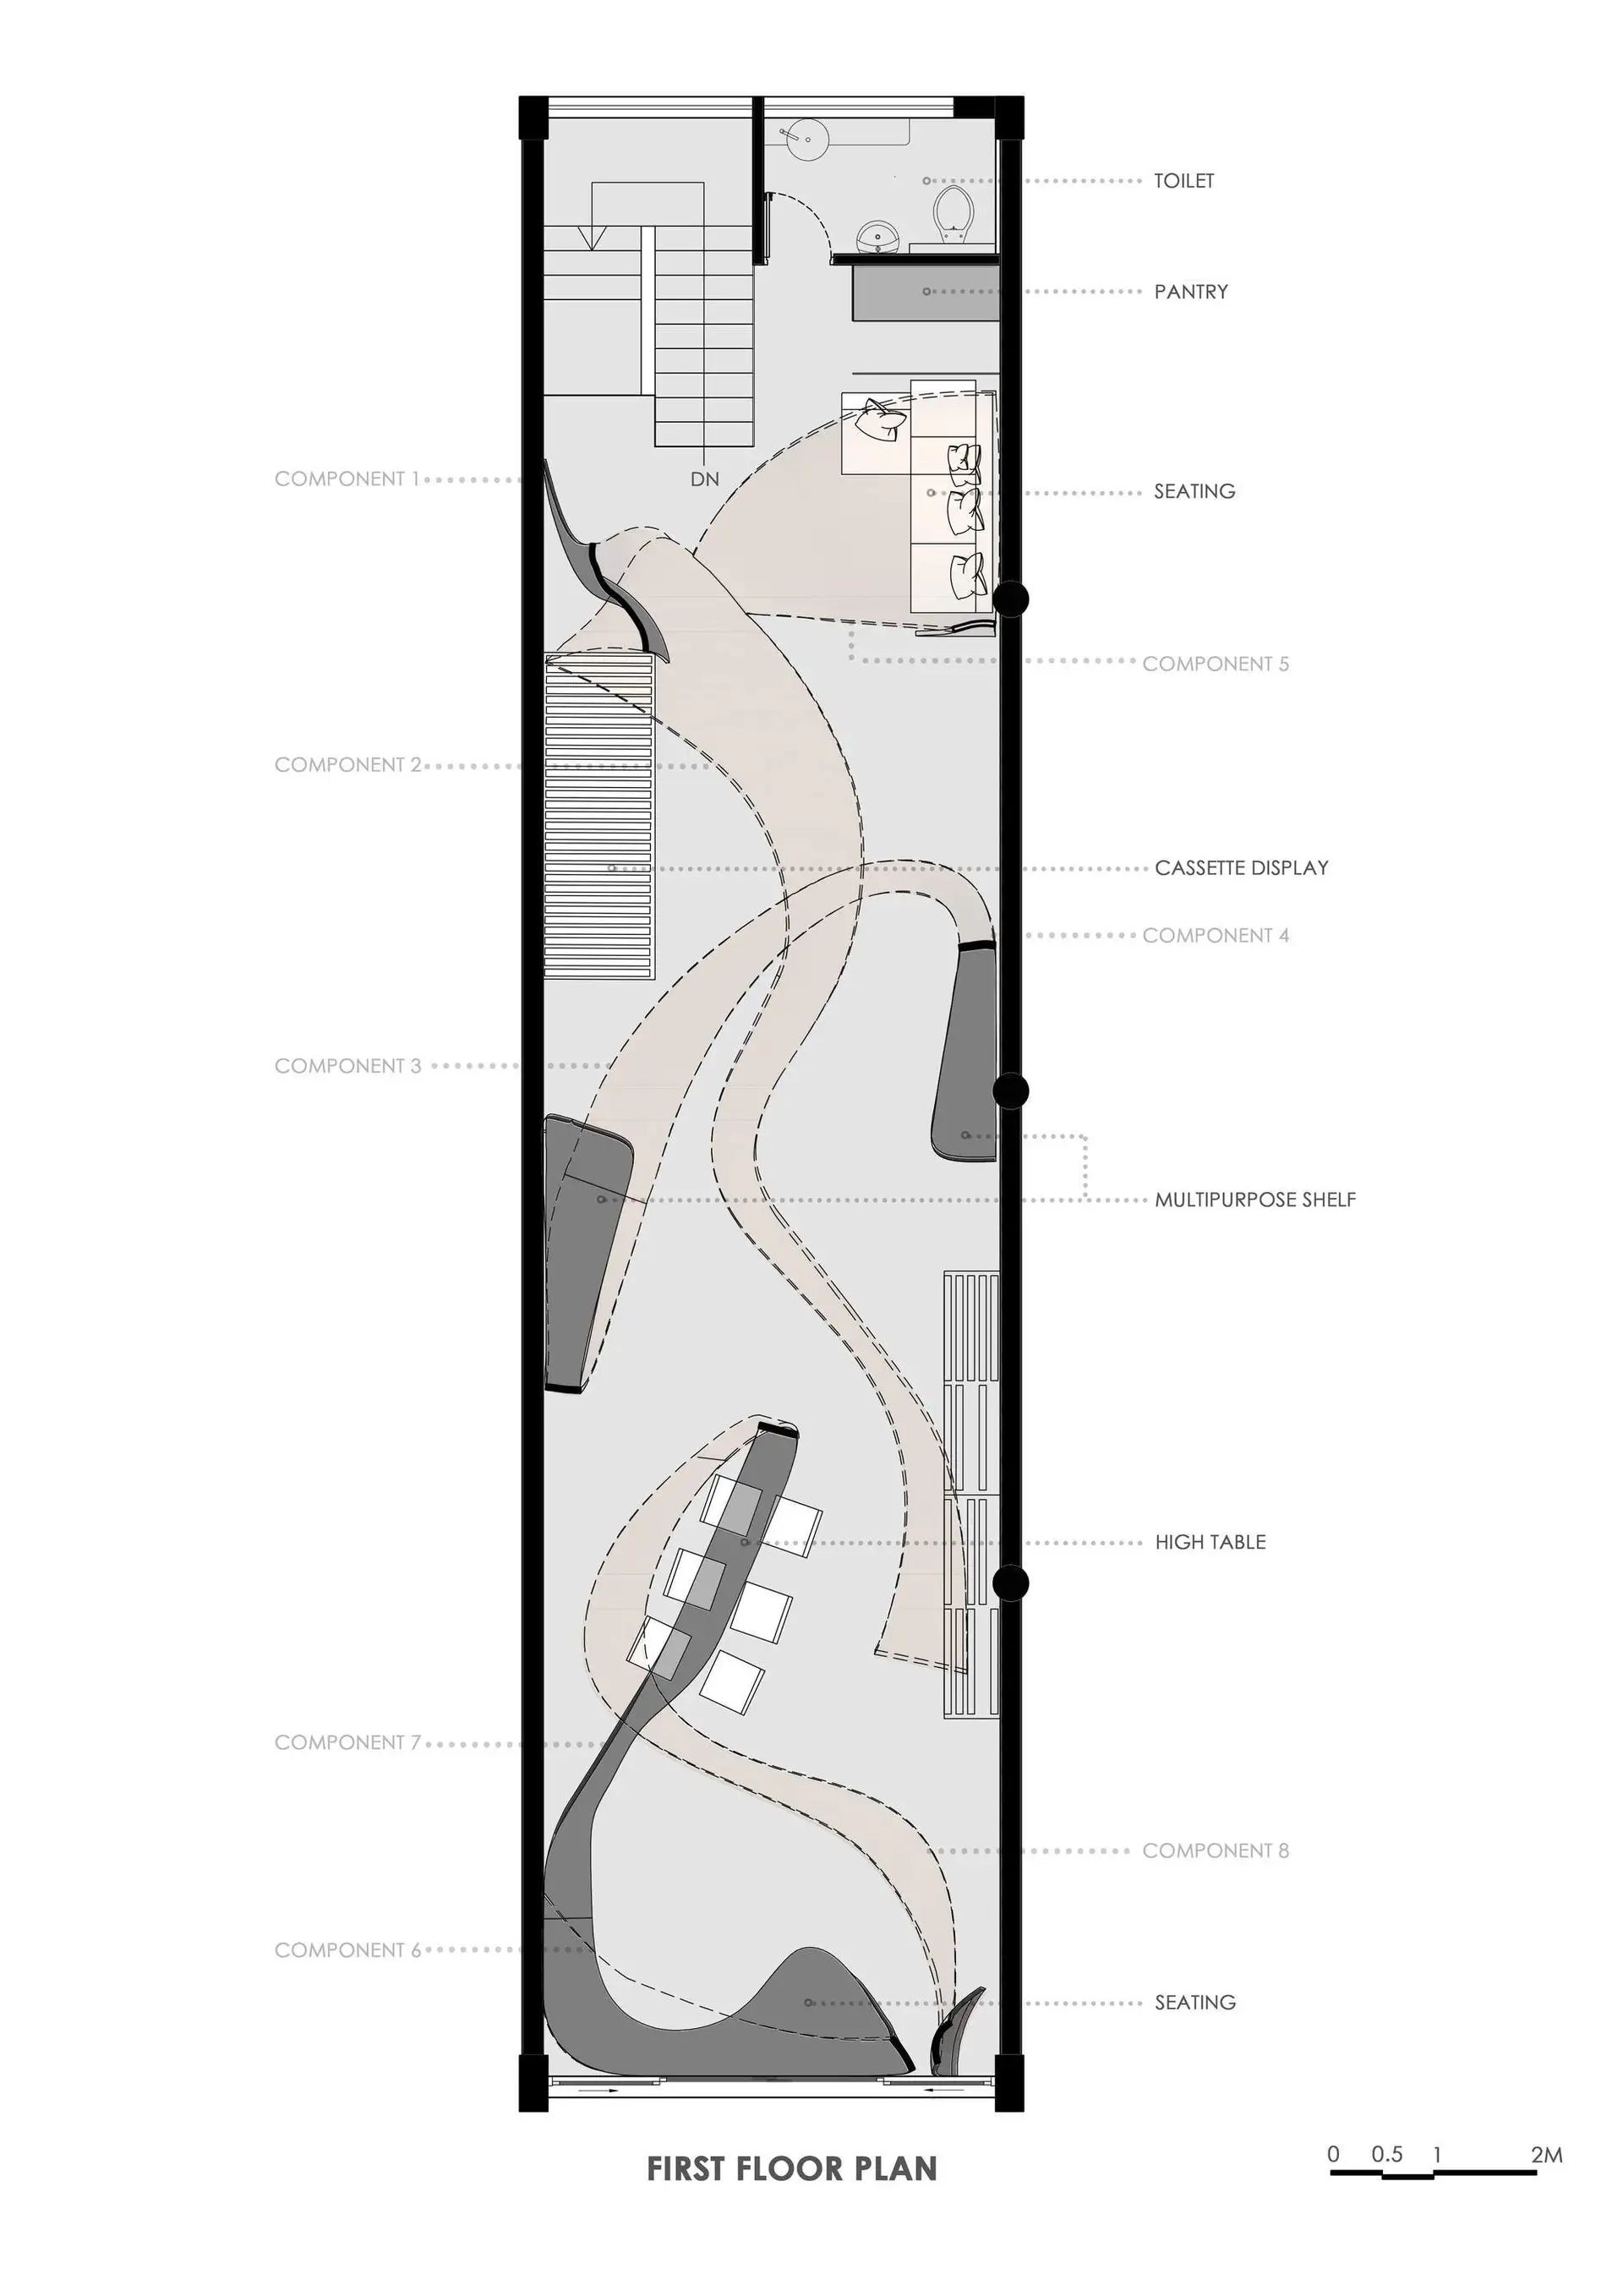 TOILET
PANTRY
COMPONENT 1
DN
SEATING
COMPONENT 5
COMPONENT 2
CASSETTE DISPLAY
COMPONENT 4
COMPONENT 3
MULTIPURPOSE SHELF
HIGH TABLE
COMPONENT 7
COMPONENT 8
COMPONENT 6
SEATING
FIRST FLOOR PLAN
0 0.5 1 2M